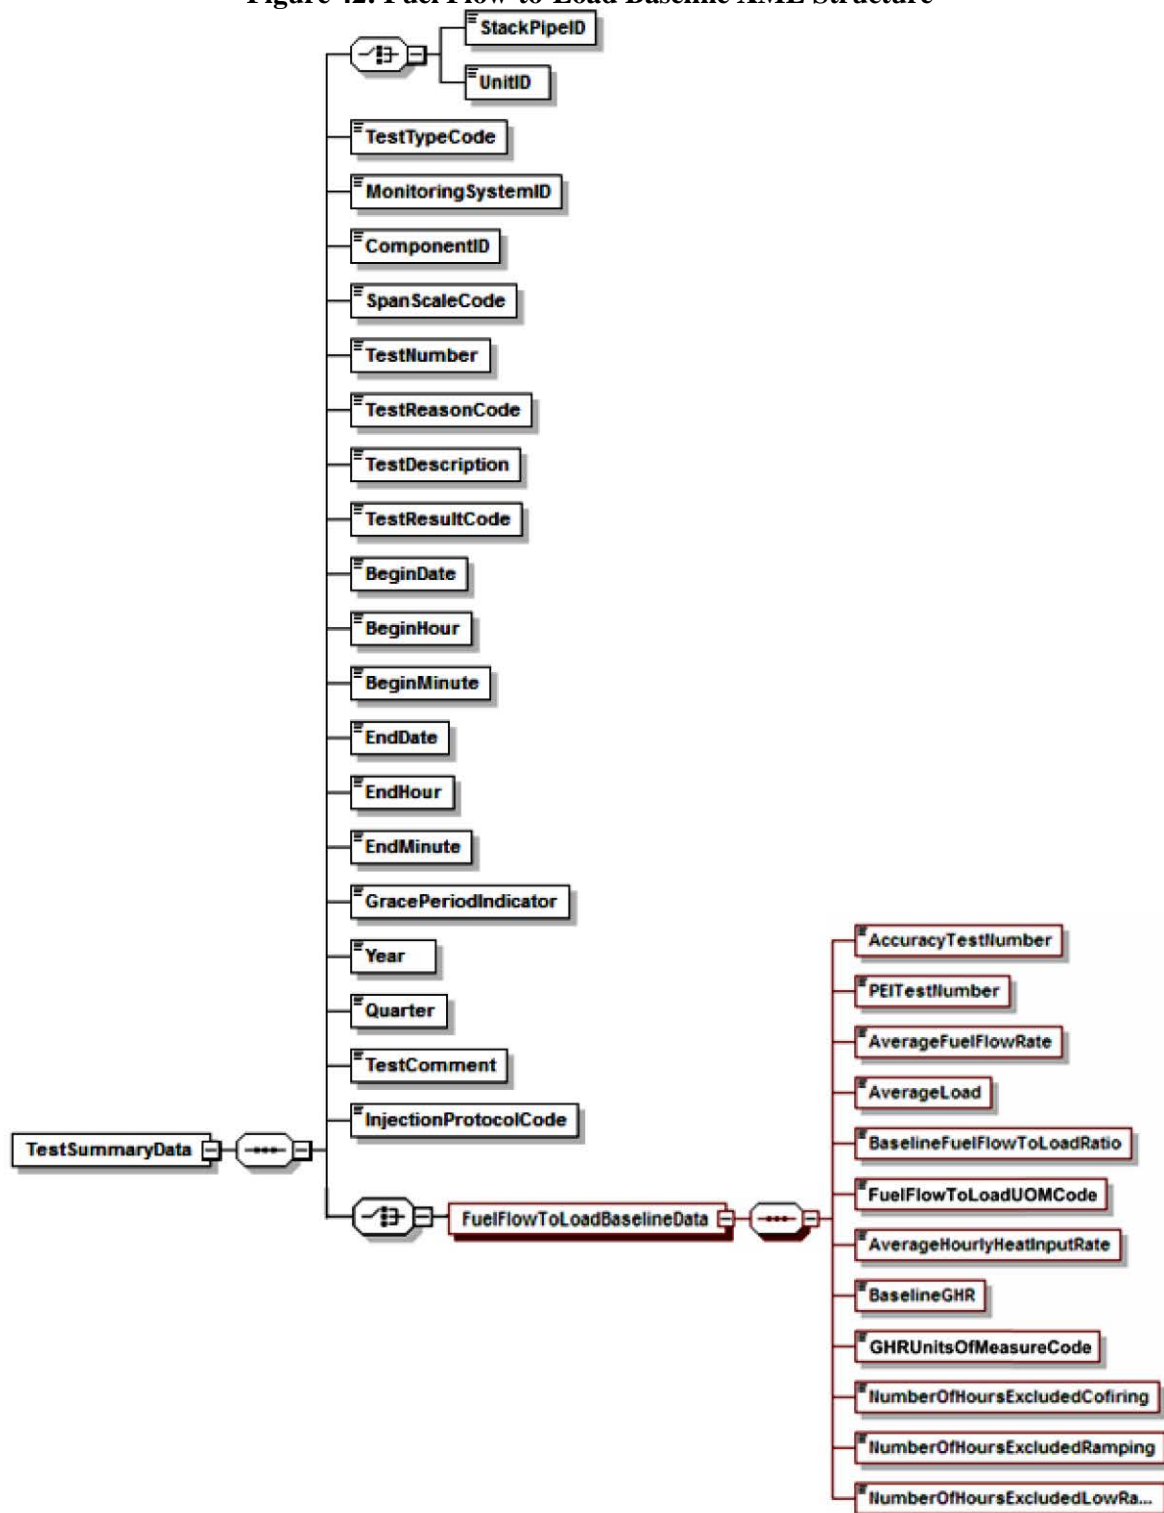 Figure 42: Fuel Flow-to-Load Baseline XML Structure
StackPipeID
UnitID
TestTypeCode
MonitoringSystemID
ComponentID
SpanScaleCode
TestNumber
TestReasonCode
TestDescription
TestResultCode
BeginDate
BeginHour
BeginMinute
EndDate
EndHour
EndMinute
GracePeriodIndicator
Year
Quarter
TestComment
InjectionProtocolCode
TestSummaryData
FuelFlowToLoadBaselineData
AccuracyTestNumber
PEITestNumber
AverageFuelFlowRate
AverageLoad
BaselineFuelFlowToLoadRatio
FuelFlowToLoadUOMCode
AverageHourlyHeatInputRate
BaselineGHR
GHRUnitsOfMeasureCode
NumberOfHoursExcludedCofiring
NumberOfHoursExcludedRamping
NumberOfHoursExcludedLowRa...